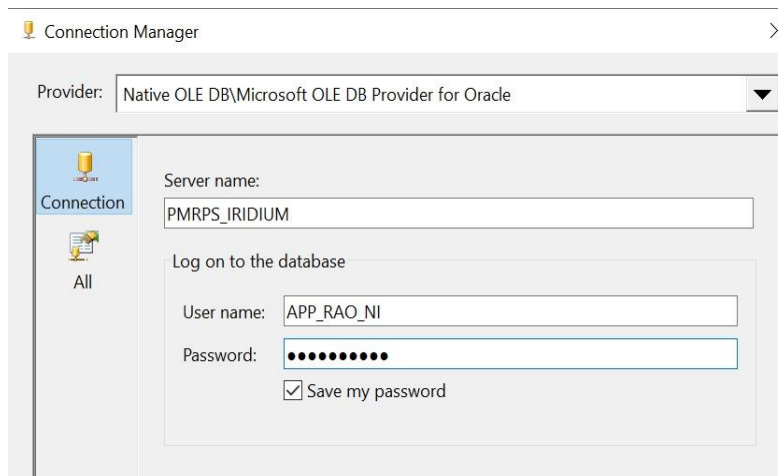 Connection Manager
Provider: Native OLE DB\Microsoft OLE DB Provider for Oracle
Connection
All
Server name:
PMRPS_IRIDIUM
Log on to the database
User name: APP_RAO_NI
Password: ●●●●●●●●●●
Save my password